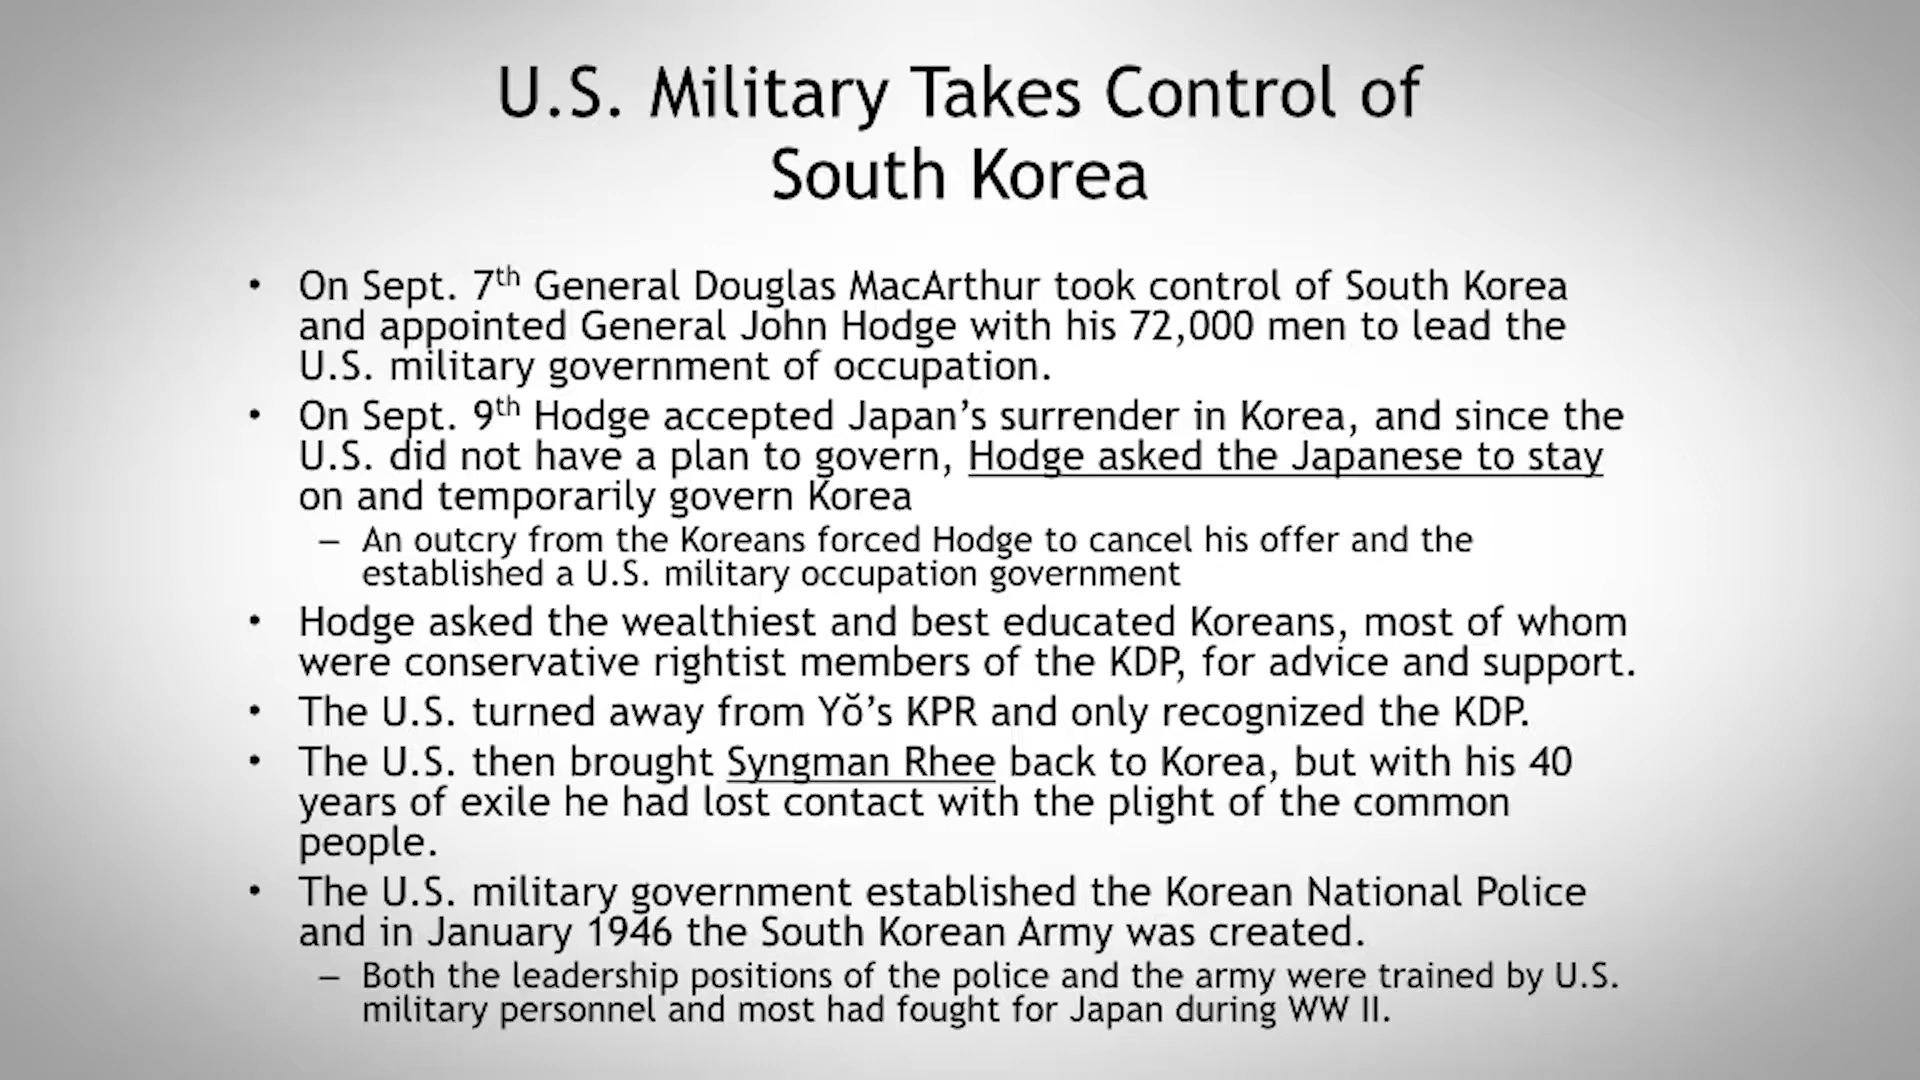 U.S. Military Takes Control of
South Korea
• On Sept. 7th General Douglas MacArthur took control of South Korea
and appointed General John Hodge with his 72,000 men to lead the
U.S. military government of occupation.
• On Sept. 9th Hodge accepted Japan’s surrender in Korea, and since the
U.S. did not have a plan to govern, Hodge asked the Japanese to stay
on and temporarily govern Korea
– An outcry from the Koreans forced Hodge to cancel his offer and the
established a U.S. military occupation government
• Hodge asked the wealthiest and best educated Koreans, most of whom
were conservative rightist members of the KDP, for advice and support.
• The U.S. turned away from Yŏ’s KPR and only recognized the KDP.
• The U.S. then brought Syngman Rhee back to Korea, but with his 40
years of exile he had lost contact with the plight of the common
people.
• The U.S. military government established the Korean National Police
and in January 1946 the South Korean Army was created.
– Both the leadership positions of the police and the army were trained by U.S.
military personnel and most had fought for Japan during WW II.